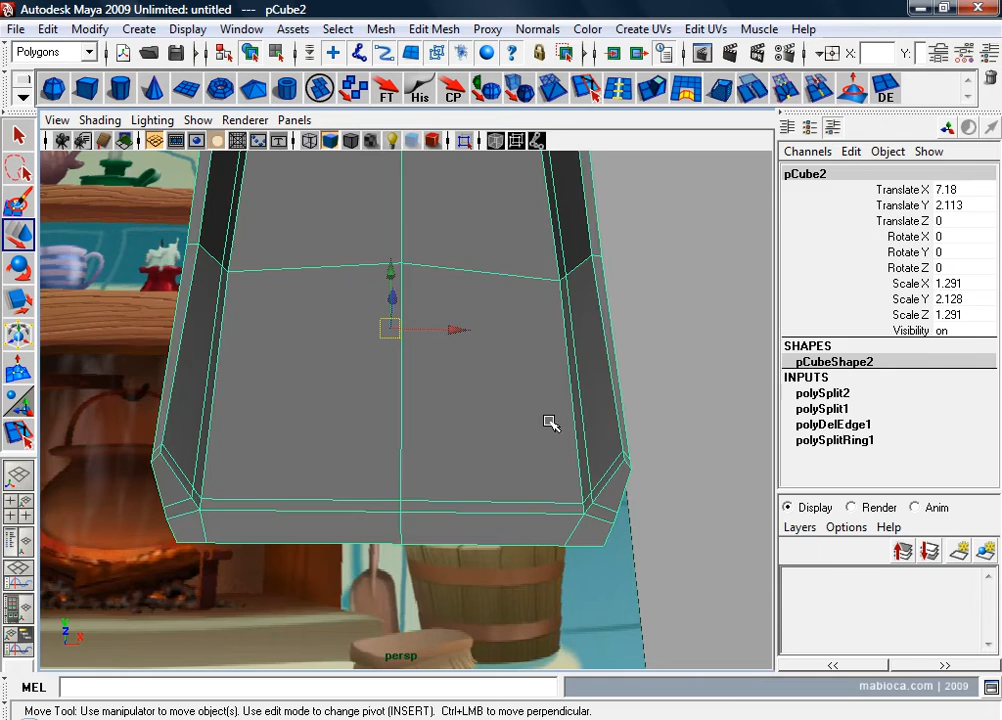 Autodesk Maya 2009 Unlimited: untitled --- pCube2
File Edit Modify Create Display Window Assets Select Mesh Edit Mesh Proxy Normals Color Create UVs Edit UVs Muscle Help
Polygons X: Y:
FT His CP DE
View Shading Lighting Show Renderer Panels
Channels Edit Object Show
pCube2
Translate X 7.18
Translate Y 2.113
Translate Z 0
Rotate X 0
Rotate Y 0
Rotate Z 0
Scale X 1.291
Scale Y 2.128
Scale Z 1.291
Visibility on
SHAPES
pCubeShape2
INPUTS
polySplit2
polySplit1
polyDelEdge1
polySplitRing1
Display Render Anim
Layers Options Help
Y
Z X
persp
<< >>
MEL
mabioca.com | 2009
Move Tool: Use manipulator to move object(s). Use edit mode to change pivot (INSERT). Ctrl+LMB to move perpendicular.